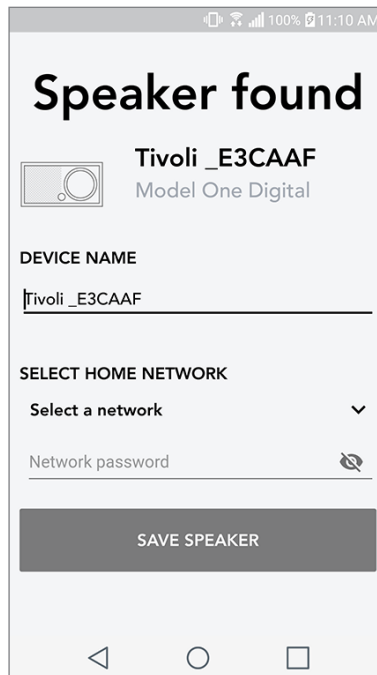 100% 11:10 AM
Speaker found
Tivoli _E3CAAF
Model One Digital
DEVICE NAME
Tivoli _E3CAAF
SELECT HOME NETWORK
Select a network
Network password
SAVE SPEAKER